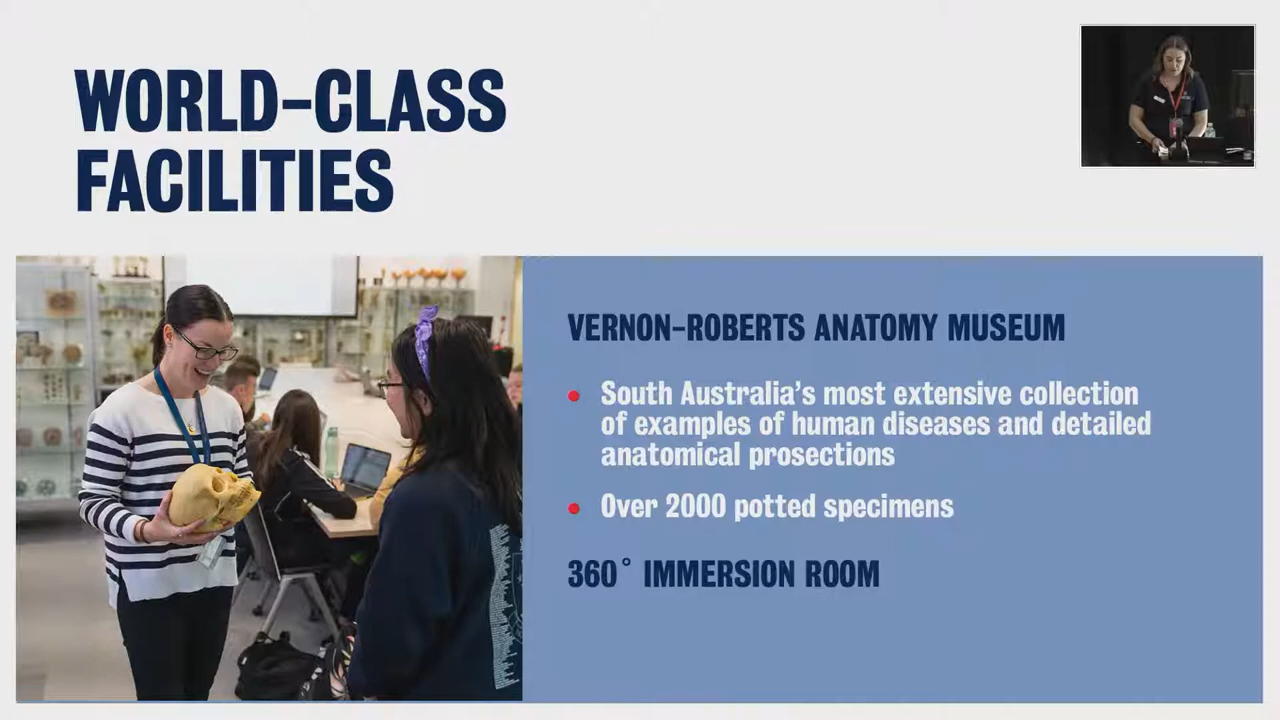 WORLD-CLASS
FACILITIES
VERNON-ROBERTS ANATOMY MUSEUM
South Australia's most extensive collection
of examples of human diseases and detailed
anatomical prosections
Over 2000 potted specimens
360° IMMERSION ROOM